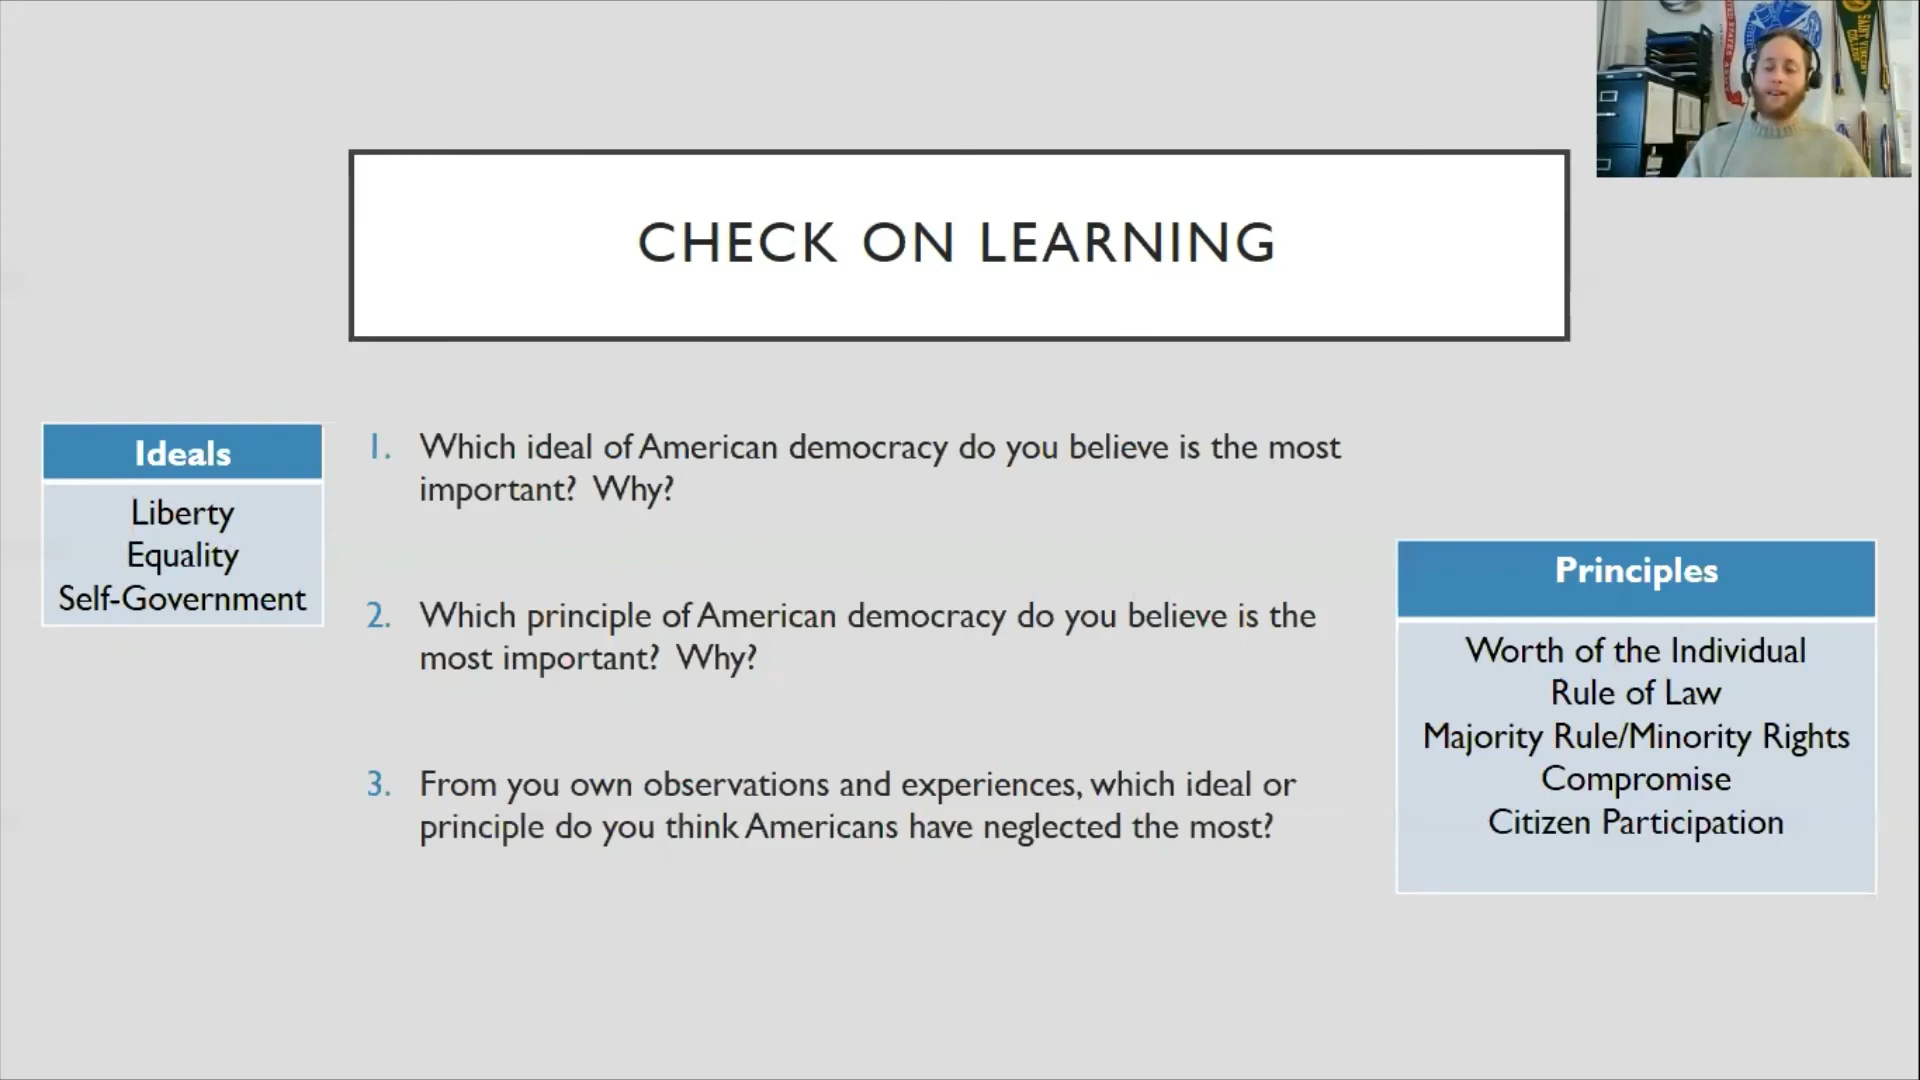 CHECK ON LEARNING
Ideals
Liberty
Equality
Self-Government
1. Which ideal of American democracy do you believe is the most
important? Why?
2. Which principle of American democracy do you believe is the
most important? Why?
3. From you own observations and experiences, which ideal or
principle do you think Americans have neglected the most?
Principles
Worth of the Individual
Rule of Law
Majority Rule/Minority Rights
Compromise
Citizen Participation
SAINT VINCENT
COLLEGE